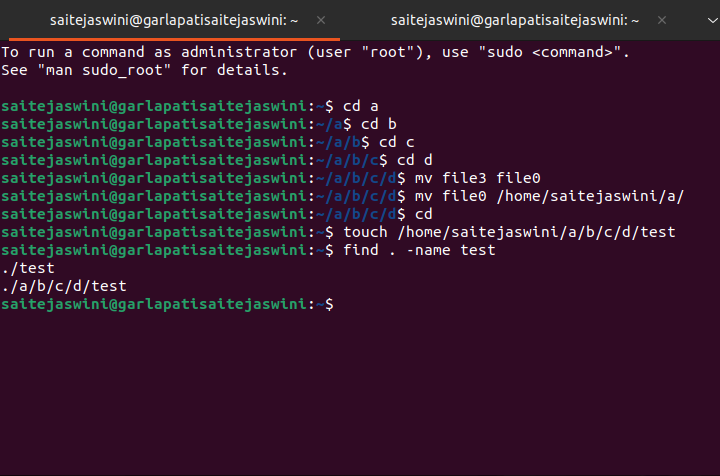 saitejaswini@garlapatisaitejaswini: ~ × saitejaswini@garlapatisaitejaswini: ~ ×
To run a command as administrator (user "root"), use "sudo <command>".
See "man sudo_root" for details.
saitejaswini@garlapatisaitejaswini:~$ cd a
saitejaswini@garlapatisaitejaswini:~/a$ cd b
saitejaswini@garlapatisaitejaswini:~/a/b$ cd c
saitejaswini@garlapatisaitejaswini:~/a/b/c$ cd d
saitejaswini@garlapatisaitejaswini:~/a/b/c/d$ mv file3 file0
saitejaswini@garlapatisaitejaswini:~/a/b/c/d$ mv file0 /home/saitejaswini/a/
saitejaswini@garlapatisaitejaswini:~/a/b/c/d$ cd
saitejaswini@garlapatisaitejaswini:~$ touch /home/saitejaswini/a/b/c/d/test
saitejaswini@garlapatisaitejaswini:~$ find . -name test
./test
./a/b/c/d/test
saitejaswini@garlapatisaitejaswini:~$